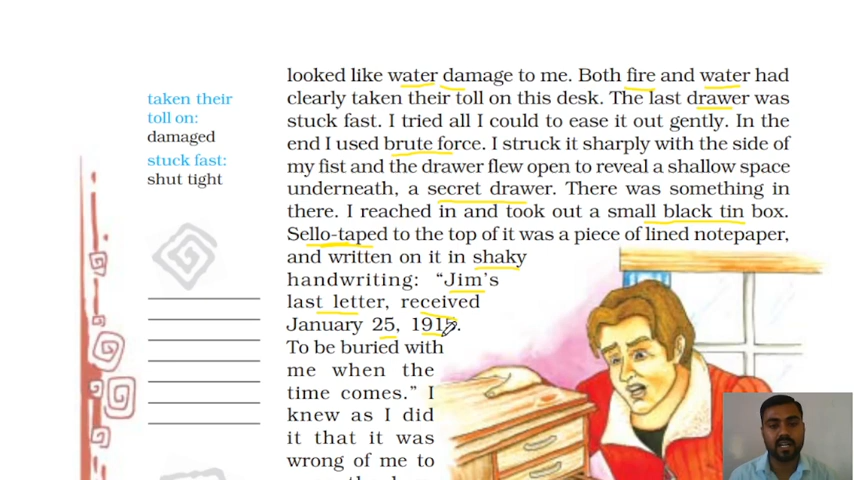 looked like water damage to me. Both fire and water had
clearly taken their toll on this desk. The last drawer was
stuck fast. I tried all I could to ease it out gently. In the
end I used brute force. I struck it sharply with the side of
my fist and the drawer flew open to reveal a shallow space
underneath, a secret drawer. There was something in
there. I reached in and took out a small black tin box.
Sello-taped to the top of it was a piece of lined notepaper,
and written on it in shaky
handwriting: “Jim’s
last letter, received
January 25, 1915.
To be buried with
me when the
time comes.” I
knew as I did
it that it was
wrong of me to
taken their
toll on:
damaged
stuck fast:
shut tight